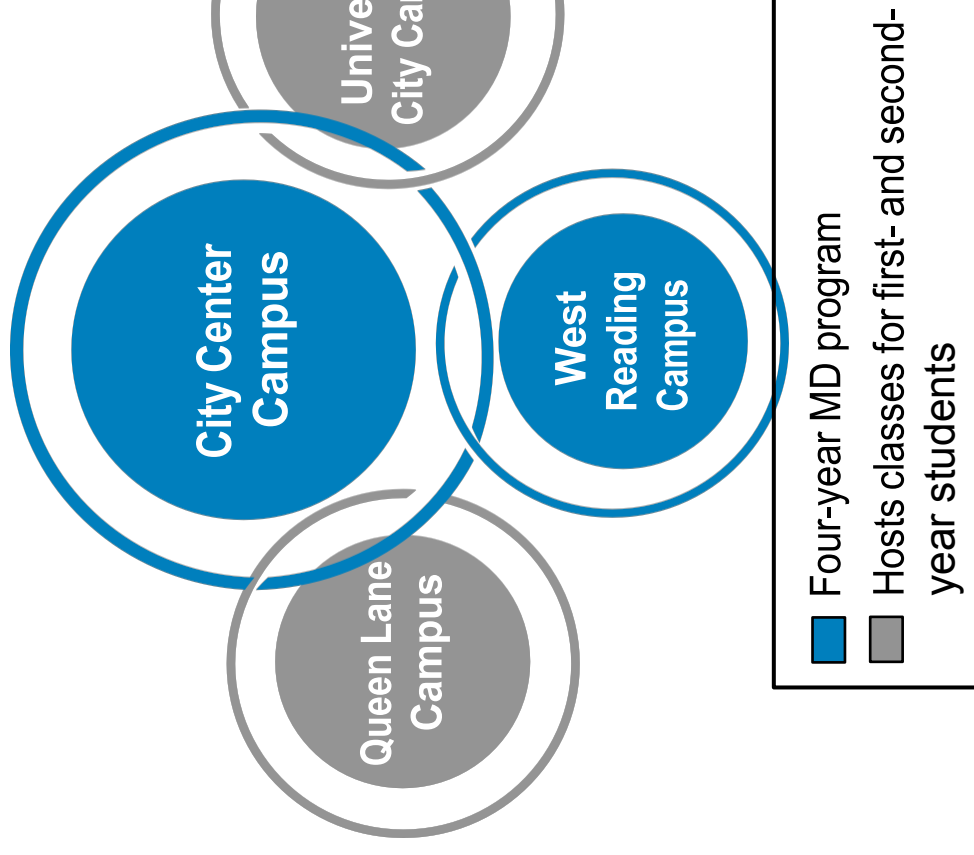 Queen Lane
Campus
City Center
Campus
City
West
Reading
Campus
Four-year MD program
Hosts classes for first- and second-
year students